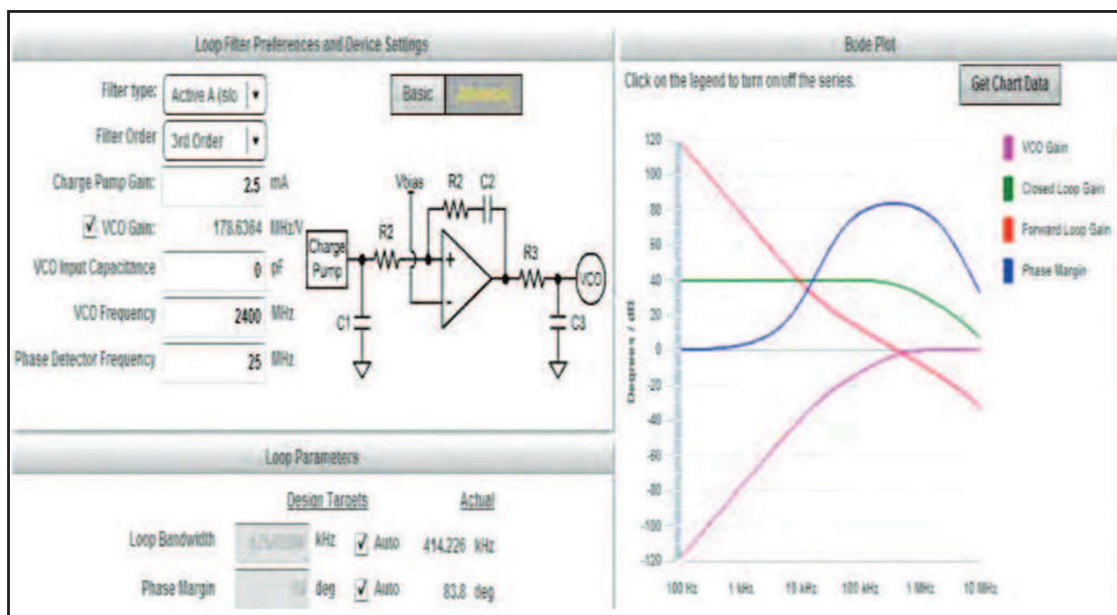 Loop Filter Preferences and Device Settings
Filter type: Active A (slo
Basic
Filter Order 3rd Order
Charge Pump Gain: 2.5 mA
VCO Gain: 178.6364 MHz/V
VCO Input Capacitance 0 pF
VCO Frequency 2400 MHz
Phase Detector Frequency 25 MHz
Vbias R2 C2
Charge Pump
R2
+
-
R3
VCO
C1
C3
Loop Parameters
Design Targets Actual
Loop Bandwidth kHz Auto 414.226 kHz
Phase Margin deg Auto 83.8 deg
Bode Plot
Click on the legend to turn on/off the series.
Get Chart Data
Degrees / dB
120
100
80
60
40
20
0
-20
-40
-60
-80
-100
-120
100 Hz 1 kHz 10 kHz 100 kHz 1 MHz 10 MHz
VCO Gain
Closed Loop Gain
Forward Loop Gain
Phase Margin